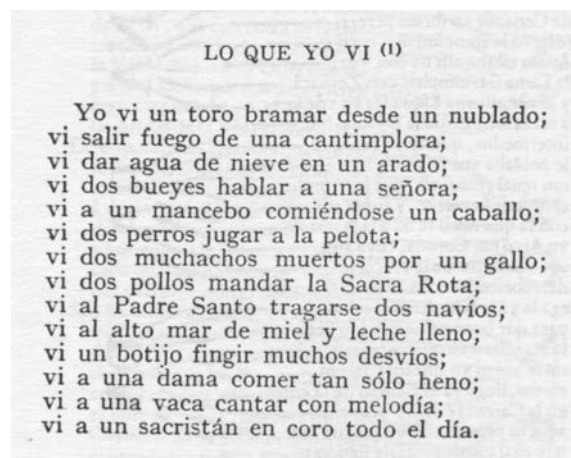 LO QUE YO VI (1)
Yo vi un toro bramar desde un nublado;
vi salir fuego de una cantimplora;
vi dar agua de nieve en un arado;
vi dos bueyes hablar a una señora;
vi a un mancebo comiéndose un caballo;
vi dos perros jugar a la pelota;
vi dos muchachos muertos por un gallo;
vi dos pollos mandar la Sacra Rota;
vi al Padre Santo tragarse dos navíos;
vi al alto mar de miel y leche lleno;
vi un botijo fingir muchos desvíos;
vi a una dama comer tan sólo heno;
vi a una vaca cantar con melodía;
vi a un sacristán en coro todo el día.